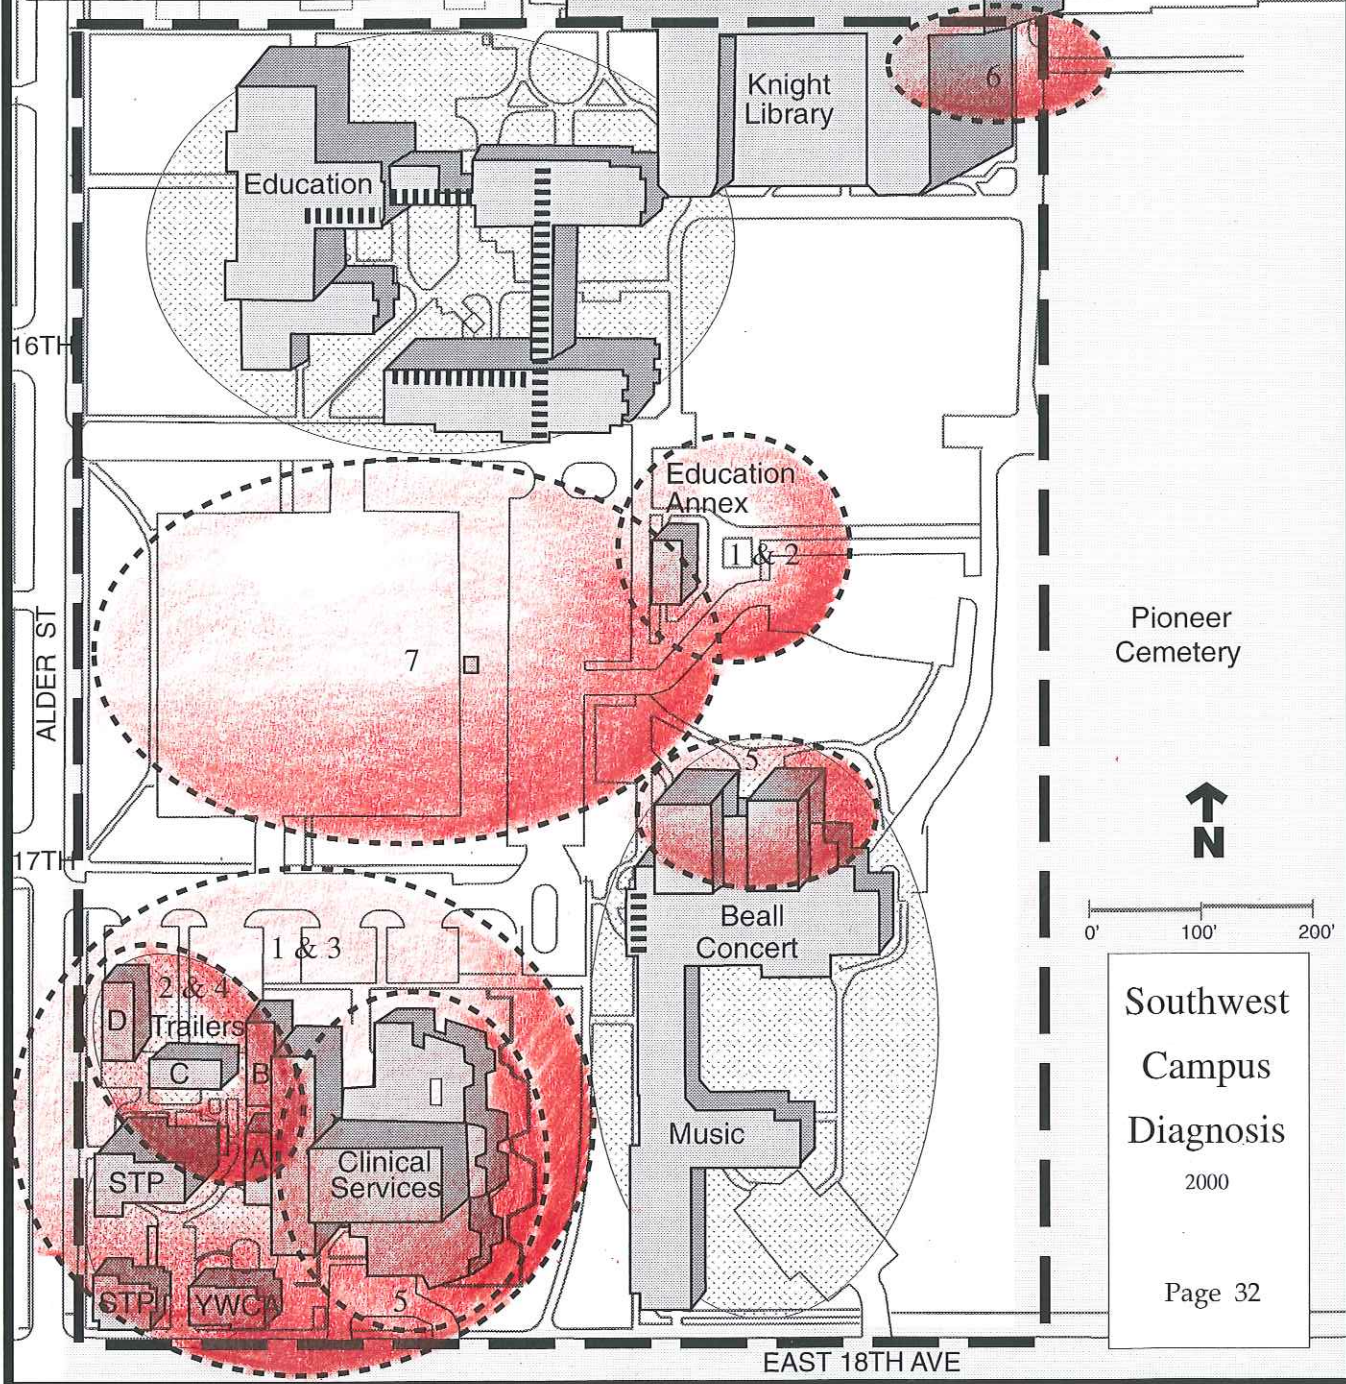 Knight
Library
6
Education
16TH
Education
Annex
1 & 2
ALDER ST
7
Pioneer
Cemetery
5
N
17TH
Beall
Concert
0'
100'
200'
1 & 3
2 & 4
Trailers
D
C
B
A
STP
Clinical
Services
Music
STP
YWCA
5
Southwest
Campus
Diagnosis
2000
Page 32
EAST 18TH AVE